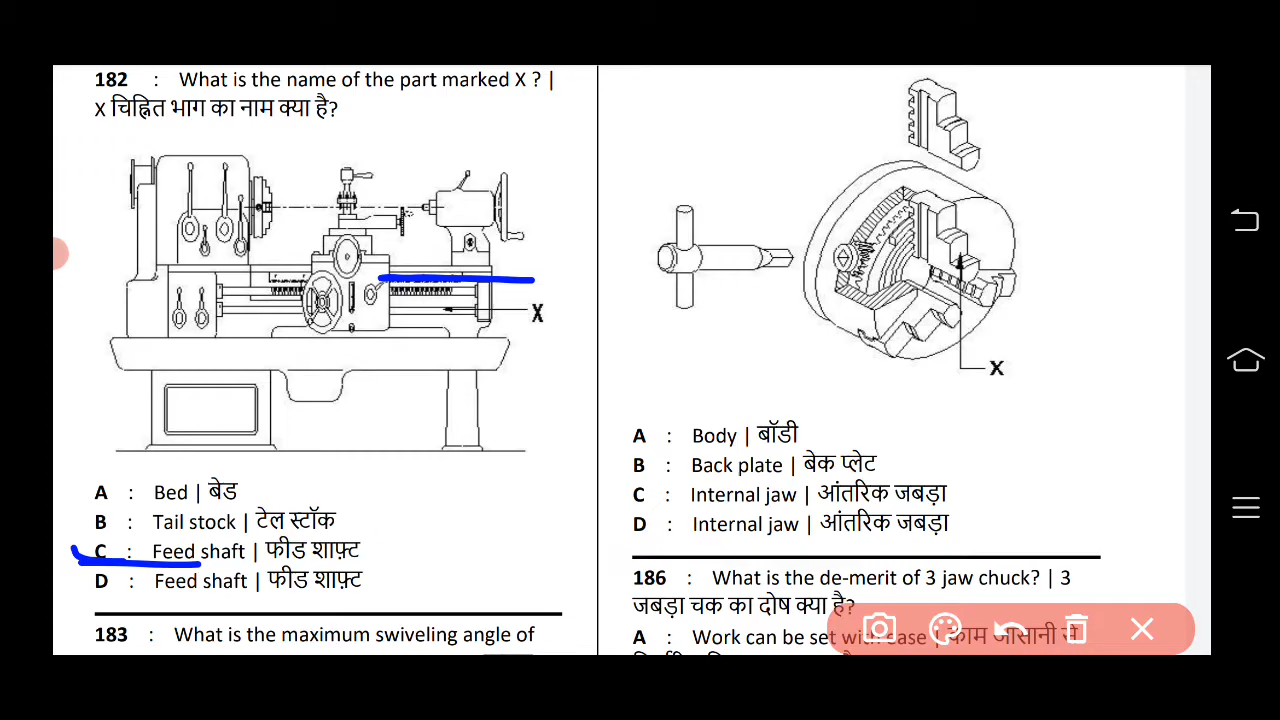 182 : What is the name of the part marked X ? |
X चिह्नित भाग का नाम क्या है?
X
A : Bed | बेड
B : Tail stock | टेल स्टॉक
C : Feed shaft | फीड शाफ़्ट
D : Feed shaft | फीड शाफ़्ट
183 : What is the maximum swiveling angle of
X
A : Body | बॉडी
B : Back plate | बेक प्लेट
C : Internal jaw | आंतरिक जबड़ा
D : Internal jaw | आंतरिक जबड़ा
186 : What is the de-merit of 3 jaw chuck? | 3
जबड़ा चक का दोष क्या है?
A : Work can be set with ease | काम आसानी से